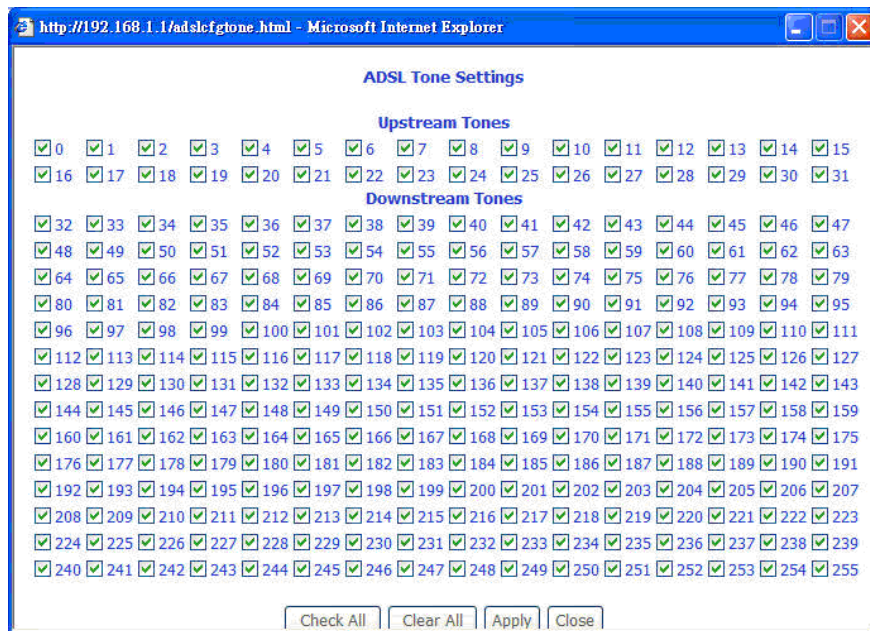 http://192.168.1.1/adslcfgtone.html - Microsoft Internet Explorer
ADSL Tone Settings
Upstream Tones
0 1 2 3 4 5 6 7 8 9 10 11 12 13 14 15
16 17 18 19 20 21 22 23 24 25 26 27 28 29 30 31
Downstream Tones
32 33 34 35 36 37 38 39 40 41 42 43 44 45 46 47
48 49 50 51 52 53 54 55 56 57 58 59 60 61 62 63
64 65 66 67 68 69 70 71 72 73 74 75 76 77 78 79
80 81 82 83 84 85 86 87 88 89 90 91 92 93 94 95
96 97 98 99 100 101 102 103 104 105 106 107 108 109 110 111
112 113 114 115 116 117 118 119 120 121 122 123 124 125 126 127
128 129 130 131 132 133 134 135 136 137 138 139 140 141 142 143
144 145 146 147 148 149 150 151 152 153 154 155 156 157 158 159
160 161 162 163 164 165 166 167 168 169 170 171 172 173 174 175
176 177 178 179 180 181 182 183 184 185 186 187 188 189 190 191
192 193 194 195 196 197 198 199 200 201 202 203 204 205 206 207
208 209 210 211 212 213 214 215 216 217 218 219 220 221 222 223
224 225 226 227 228 229 230 231 232 233 234 235 236 237 238 239
240 241 242 243 244 245 246 247 248 249 250 251 252 253 254 255
Check All Clear All Apply Close